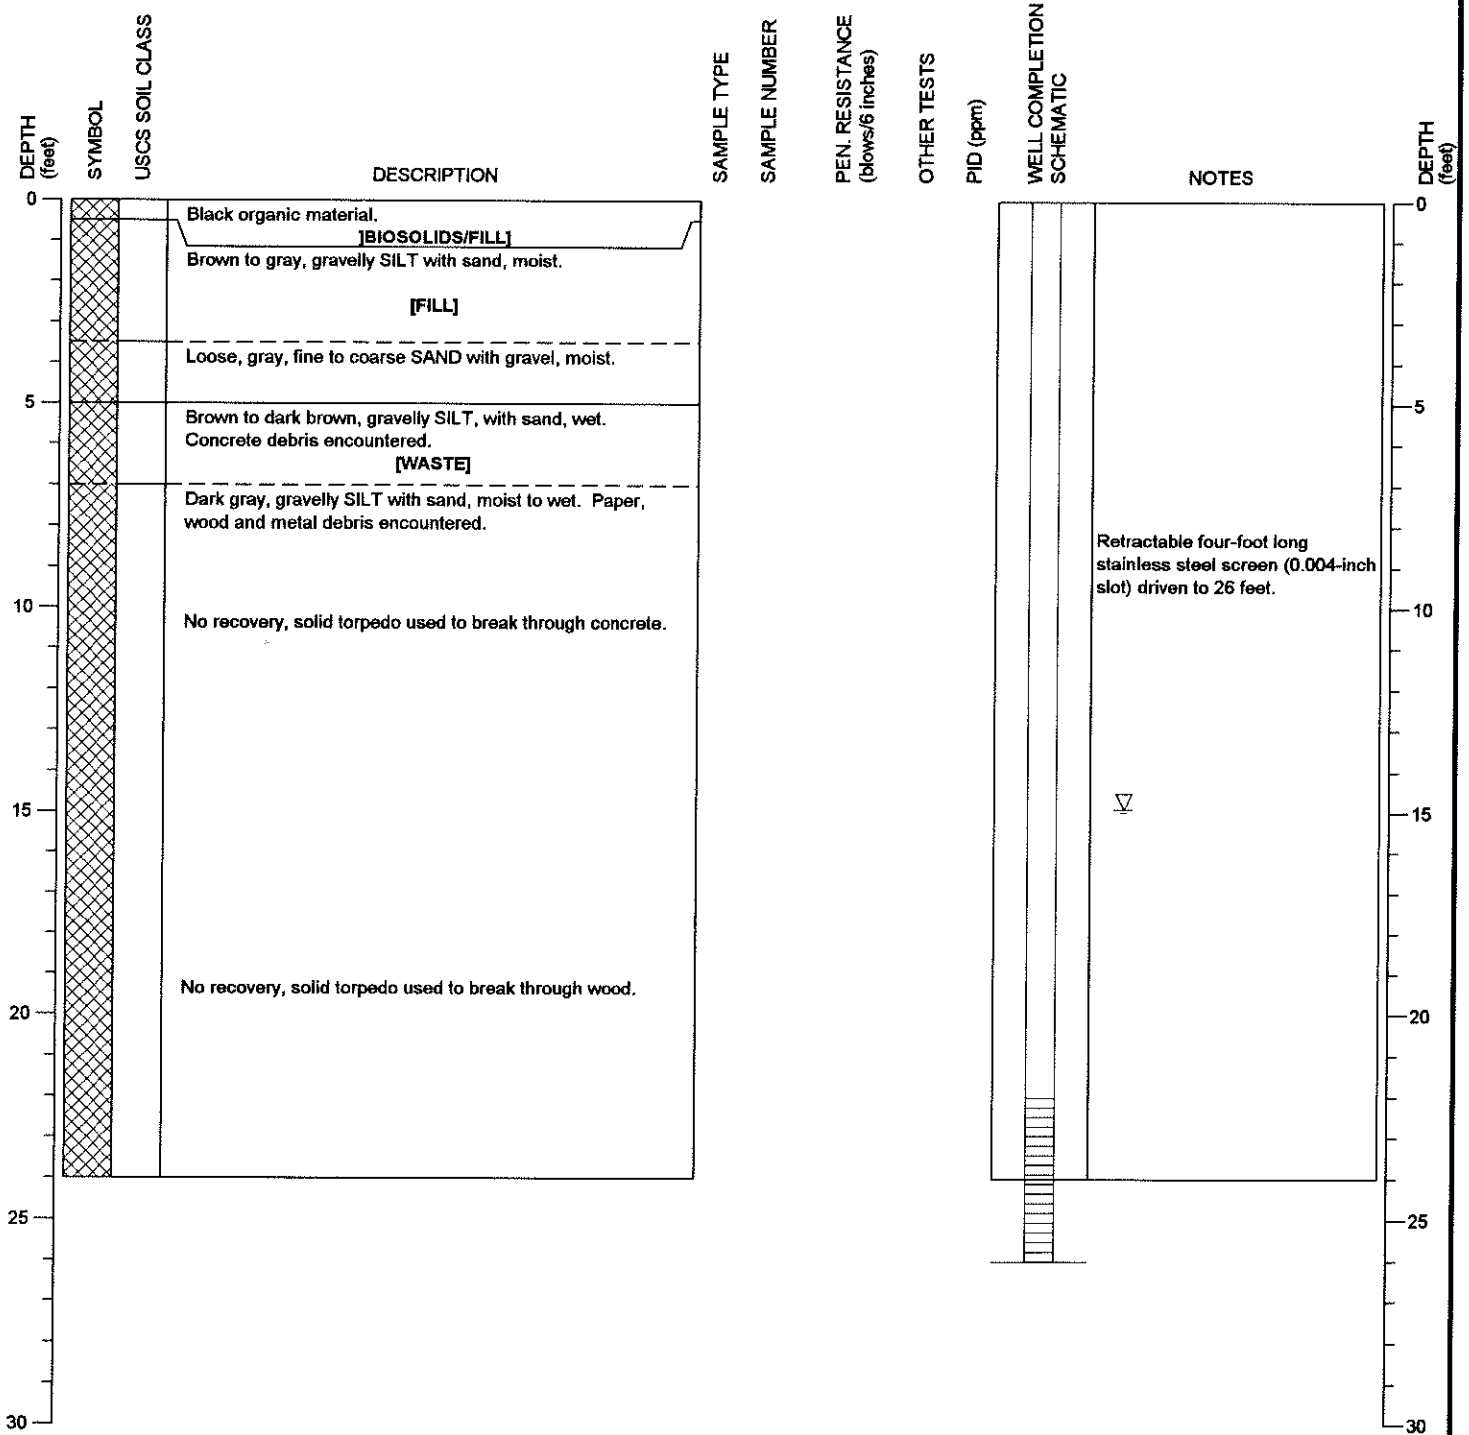 DEPTH
(feet)
SYMBOL
USCS SOIL CLASS
DESCRIPTION
SAMPLE TYPE
SAMPLE NUMBER
PEN. RESISTANCE
(blows/6 inches)
OTHER TESTS
PID (ppm)
WELL COMPLETION
SCHEMATIC
NOTES
DEPTH
(feet)
0
Black organic material.
]BIOSOLIDS/FILL]
Brown to gray, gravelly SILT with sand, moist.
[FILL]
Loose, gray, fine to coarse SAND with gravel, moist.
5
Brown to dark brown, gravelly SILT, with sand, wet.
Concrete debris encountered.
[WASTE]
Dark gray, gravelly SILT with sand, moist to wet. Paper,
wood and metal debris encountered.
10
No recovery, solid torpedo used to break through concrete.
15
No recovery, solid torpedo used to break through wood.
20
25
30
Retractable four-foot long
stainless steel screen (0.004-inch
slot) driven to 26 feet.
0
5
10
15
20
25
30